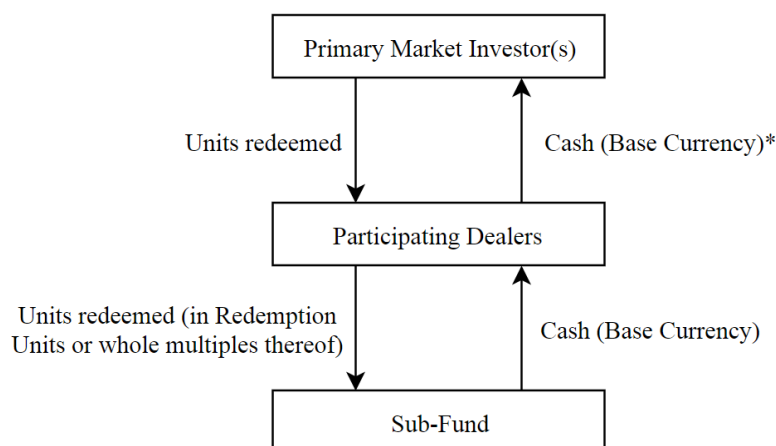 Primary Market Investor(s)
Units redeemed
Cash (Base Currency)*
Participating Dealers
Units redeemed (in Redemption
Units or whole multiples thereof)
Cash (Base Currency)
Sub-Fund